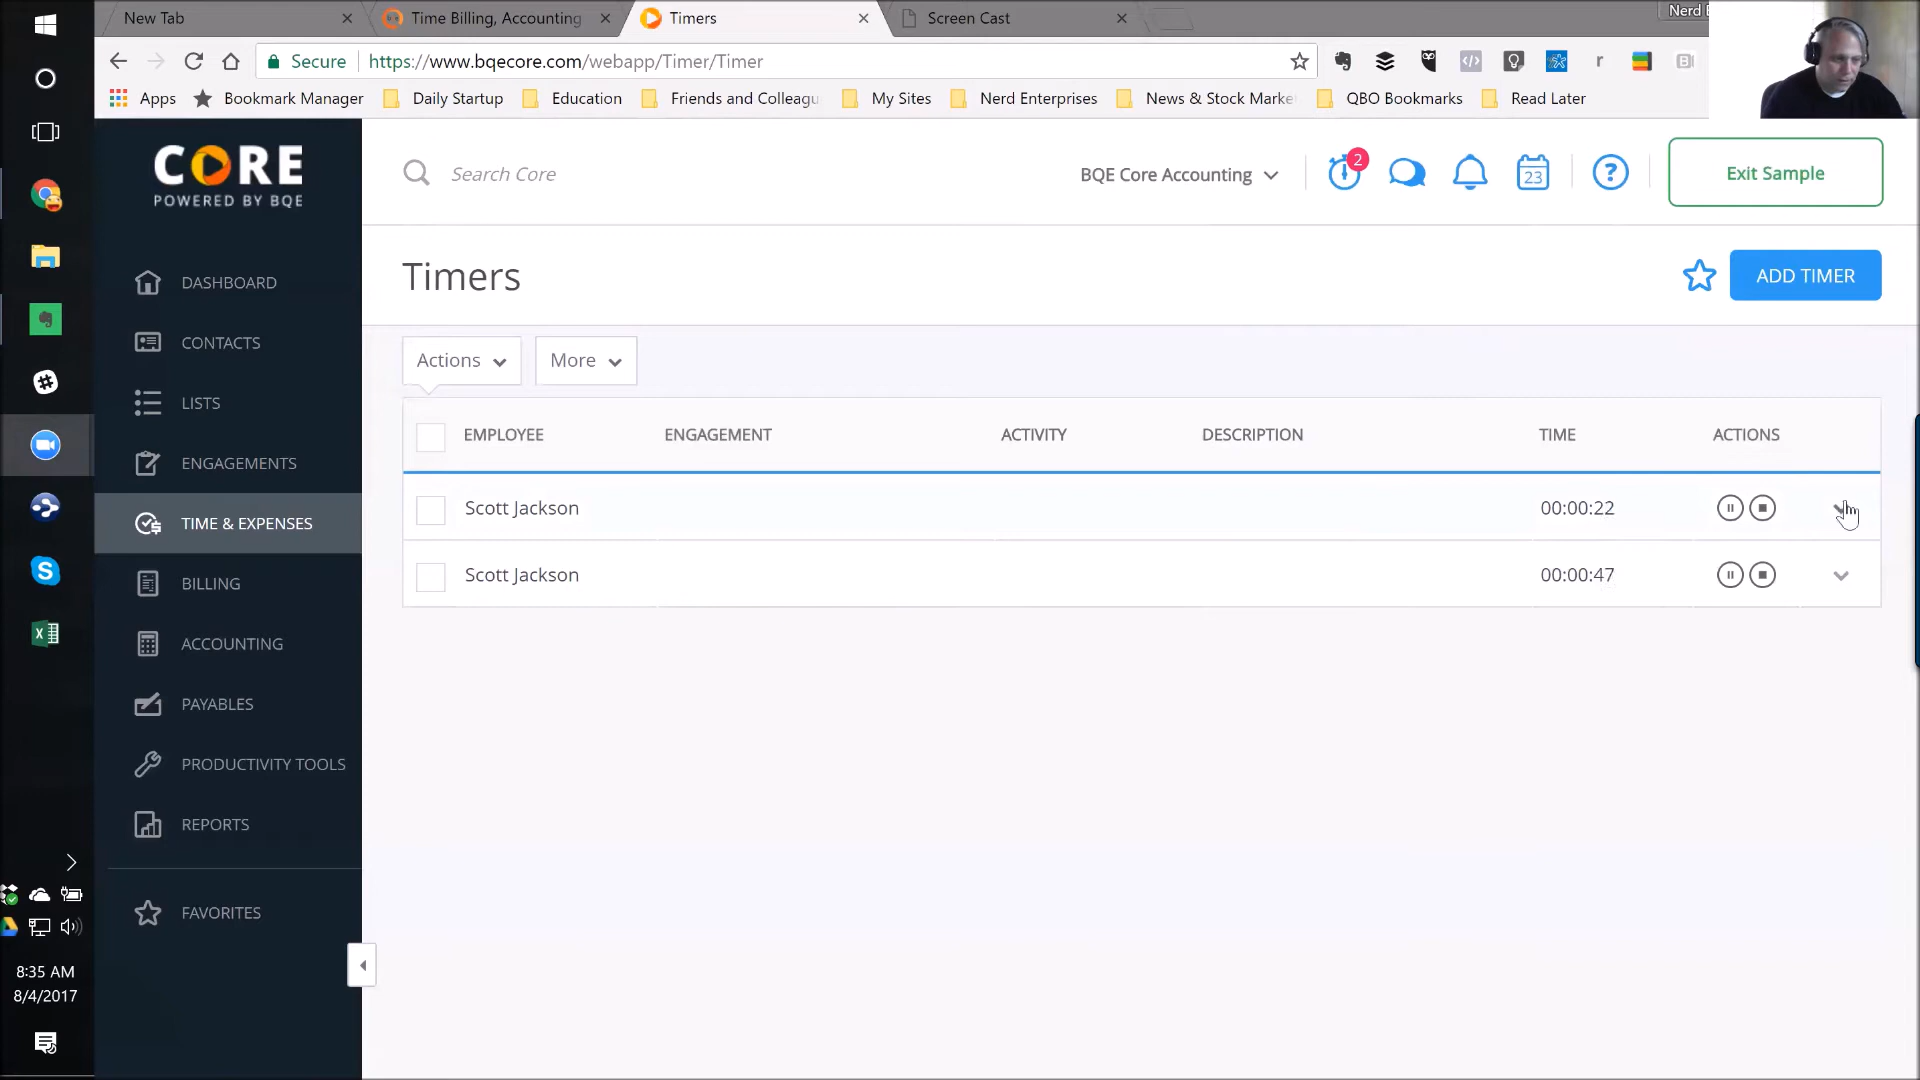 New Tab
Time Billing, Accounting
Timers
Screen Cast
Nerd
Secure
https://www.bqecore.com/webapp/Timer/Timer
Apps
Bookmark Manager
Daily Startup
Education
Friends and Colleagu
My Sites
Nerd Enterprises
News & Stock Marke
QBO Bookmarks
Read Later
CORE
POWERED BY BQE
Search Core
BQE Core Accounting
2
23
?
Exit Sample
DASHBOARD
CONTACTS
LISTS
ENGAGEMENTS
TIME & EXPENSES
BILLING
ACCOUNTING
PAYABLES
PRODUCTIVITY TOOLS
REPORTS
FAVORITES
Timers
ADD TIMER
Actions
More
EMPLOYEE ENGAGEMENT ACTIVITY DESCRIPTION TIME ACTIONS
Scott Jackson 00:00:22
Scott Jackson 00:00:47
8:35 AM
8/4/2017